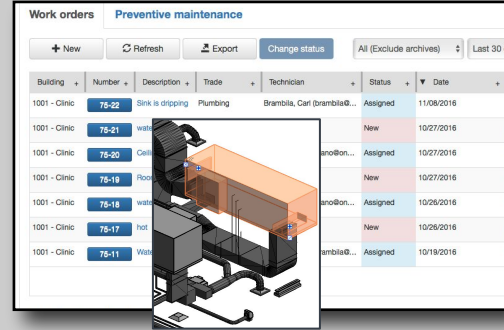 Work orders Preventive maintenance
+ New Refresh Export Change status All (Exclude archives) Last 30
Building + Number + Description + Trade + Technician + Status + ▼ Date +
1001 - Clinic 75-22 Sink is dripping Plumbing Brambila, Carl (brambila@... Assigned 11/08/2016
1001 - Clinic 75-21 New 10/27/2016
1001 - Clinic 75-20 ano@on... Assigned 10/27/2016
1001 - Clinic 75-19 New 10/27/2016
1001 - Clinic 75-18 ano@on... Assigned 10/26/2016
1001 - Clinic 75-17 hot New 10/26/2016
1001 - Clinic 75-11 Wate rambila@... Assigned 10/19/2016